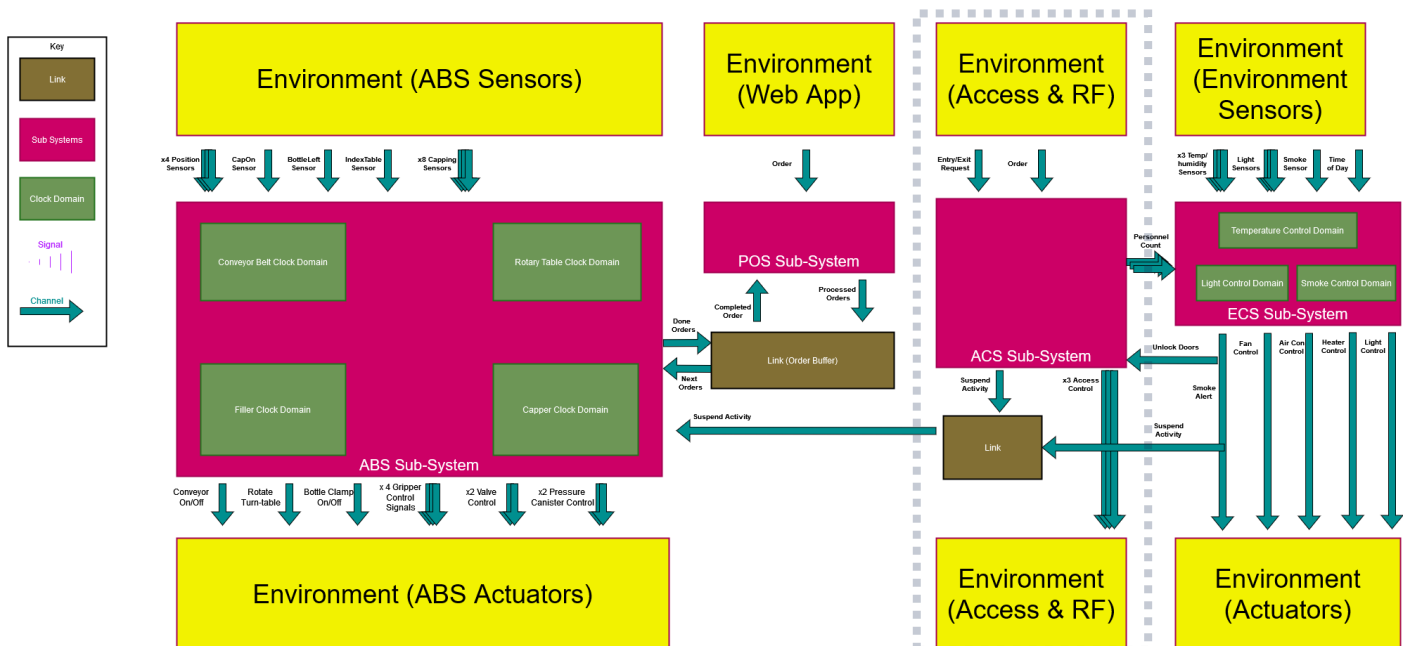 Key
Link
Sub Systems
Clock Domain
Signal
Channel
Environment (ABS Sensors)
Environment
(Web App)
Environment
(Access & RF)
Environment
(Environment
Sensors)
x4 Position
Sensors
CapOn
Sensor
BottleLeft
Sensor
IndexTable
Sensor
x8 Capping
Sensors
Order
Entry/Exit
Request
Order
x3 Temp/
humidity
Sensors
Light
Sensors
Smoke
Sensor
Time
of Day
Conveyor Belt Clock Domain
Rotary Table Clock Domain
Filler Clock Domain
Capper Clock Domain
ABS Sub-System
POS Sub-System
Completed
Order
Processed
Orders
Done
Orders
Next
Orders
Link (Order Buffer)
ACS Sub-System
Personnel
Count
Temperature Control Domain
Light Control Domain
Smoke Control Domain
ECS Sub-System
Unlock Doors
Suspend
Activity
x3 Access
Control
Smoke
Alert
Fan
Control
Air Con
Control
Heater
Control
Light
Control
Suspend Activity
Link
Suspend
Activity
Conveyor
On/Off
Rotate
Turn-table
Bottle Clamp
On/Off
x 4 Gripper
Control
Signals
x2 Valve
Control
x2 Pressure
Canister Control
Environment (ABS Actuators)
Environment
(Access & RF)
Environment
(Actuators)